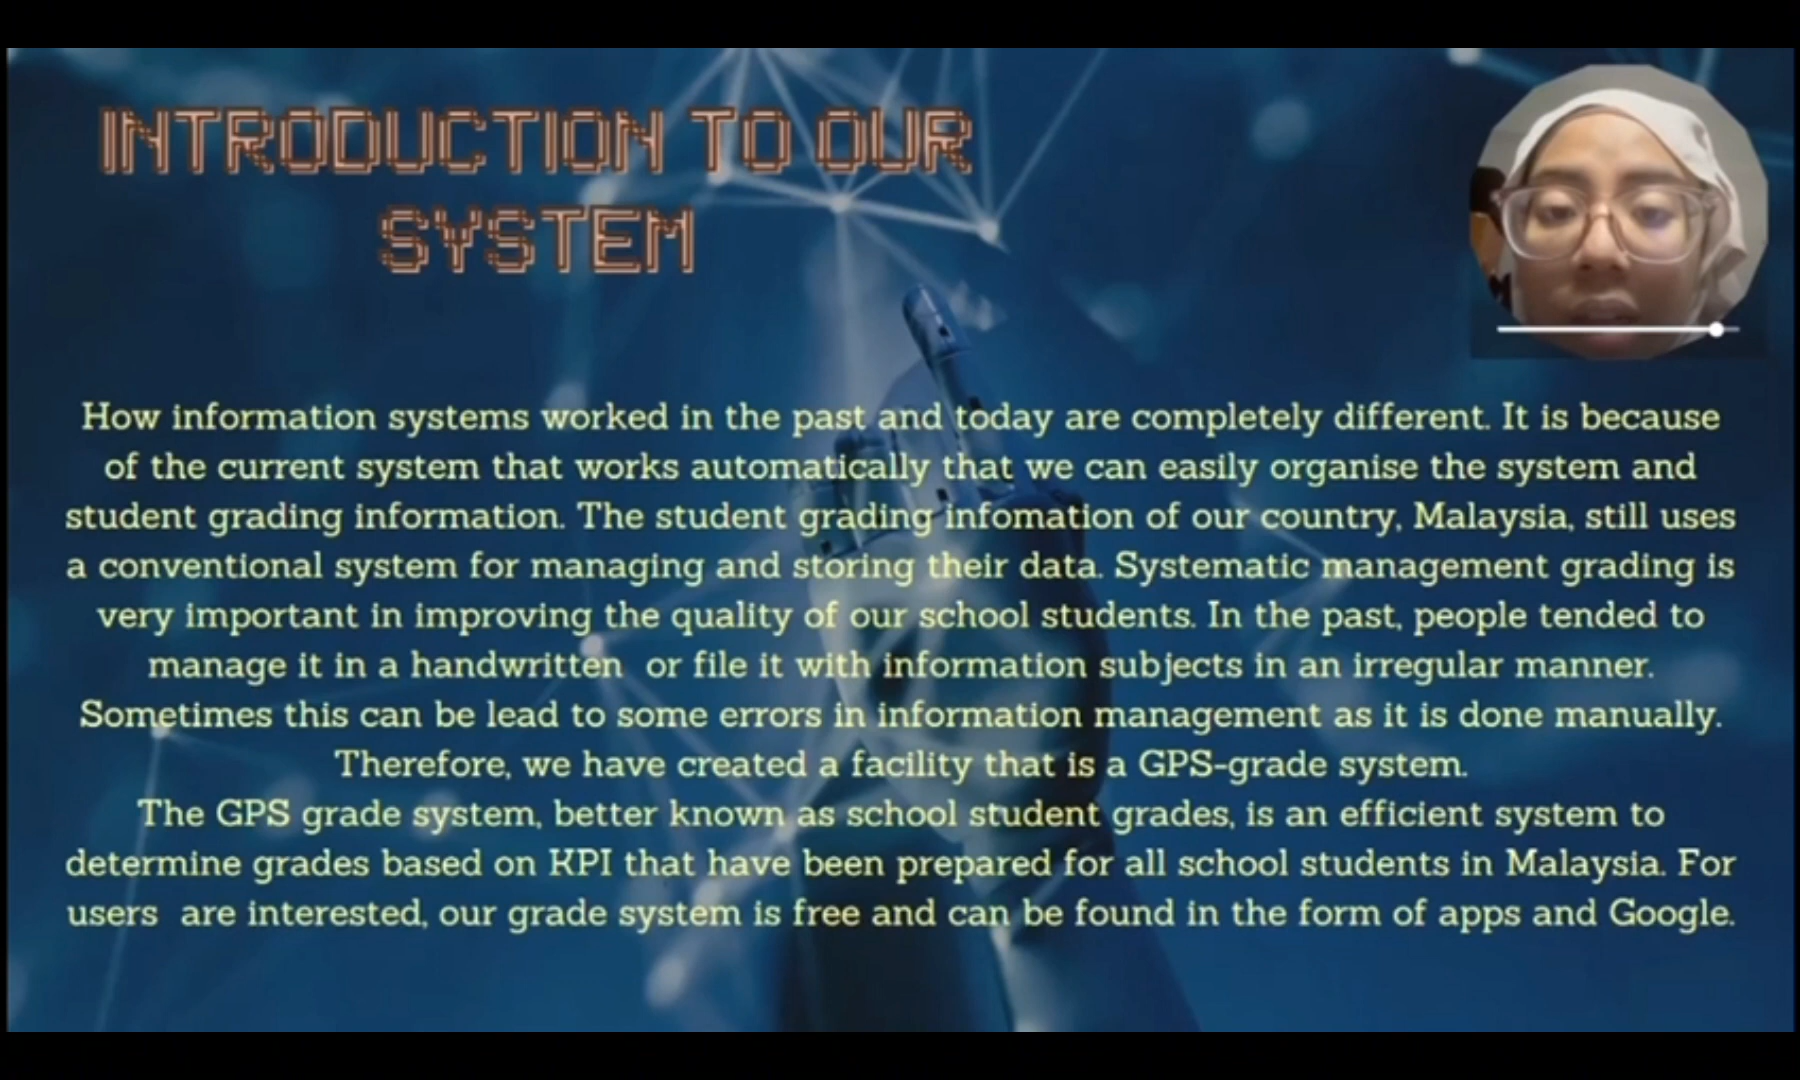 INTRODUCTION TO OUR
SYSTEM
How information systems worked in the past and today are completely different. It is because
of the current system that works automatically that we can easily organise the system and
student grading information. The student grading infomation of our country, Malaysia, still uses
a conventional system for managing and storing their data. Systematic management grading is
very important in improving the quality of our school students. In the past, people tended to
manage it in a handwritten or file it with information subjects in an irregular manner.
Sometimes this can be lead to some errors in information management as it is done manually.
Therefore, we have created a facility that is a GPS-grade system.
The GPS grade system, better known as school student grades, is an efficient system to
determine grades based on KPI that have been prepared for all school students in Malaysia. For
users are interested, our grade system is free and can be found in the form of apps and Google.